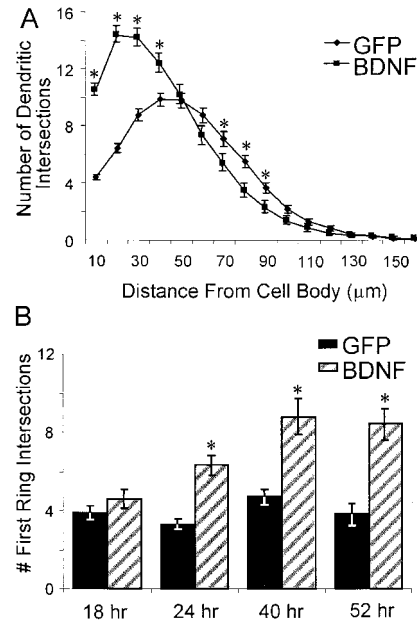 A
16
12
8
4
0
Number of Dendritic
Intersections
GFP
BDNF
* * * * * * *
10 30 50 70 90 110 130 150
Distance From Cell Body (μm)
B
12
8
4
0
# First Ring Intersections
GFP
BDNF
* * *
18 hr 24 hr 40 hr 52 hr